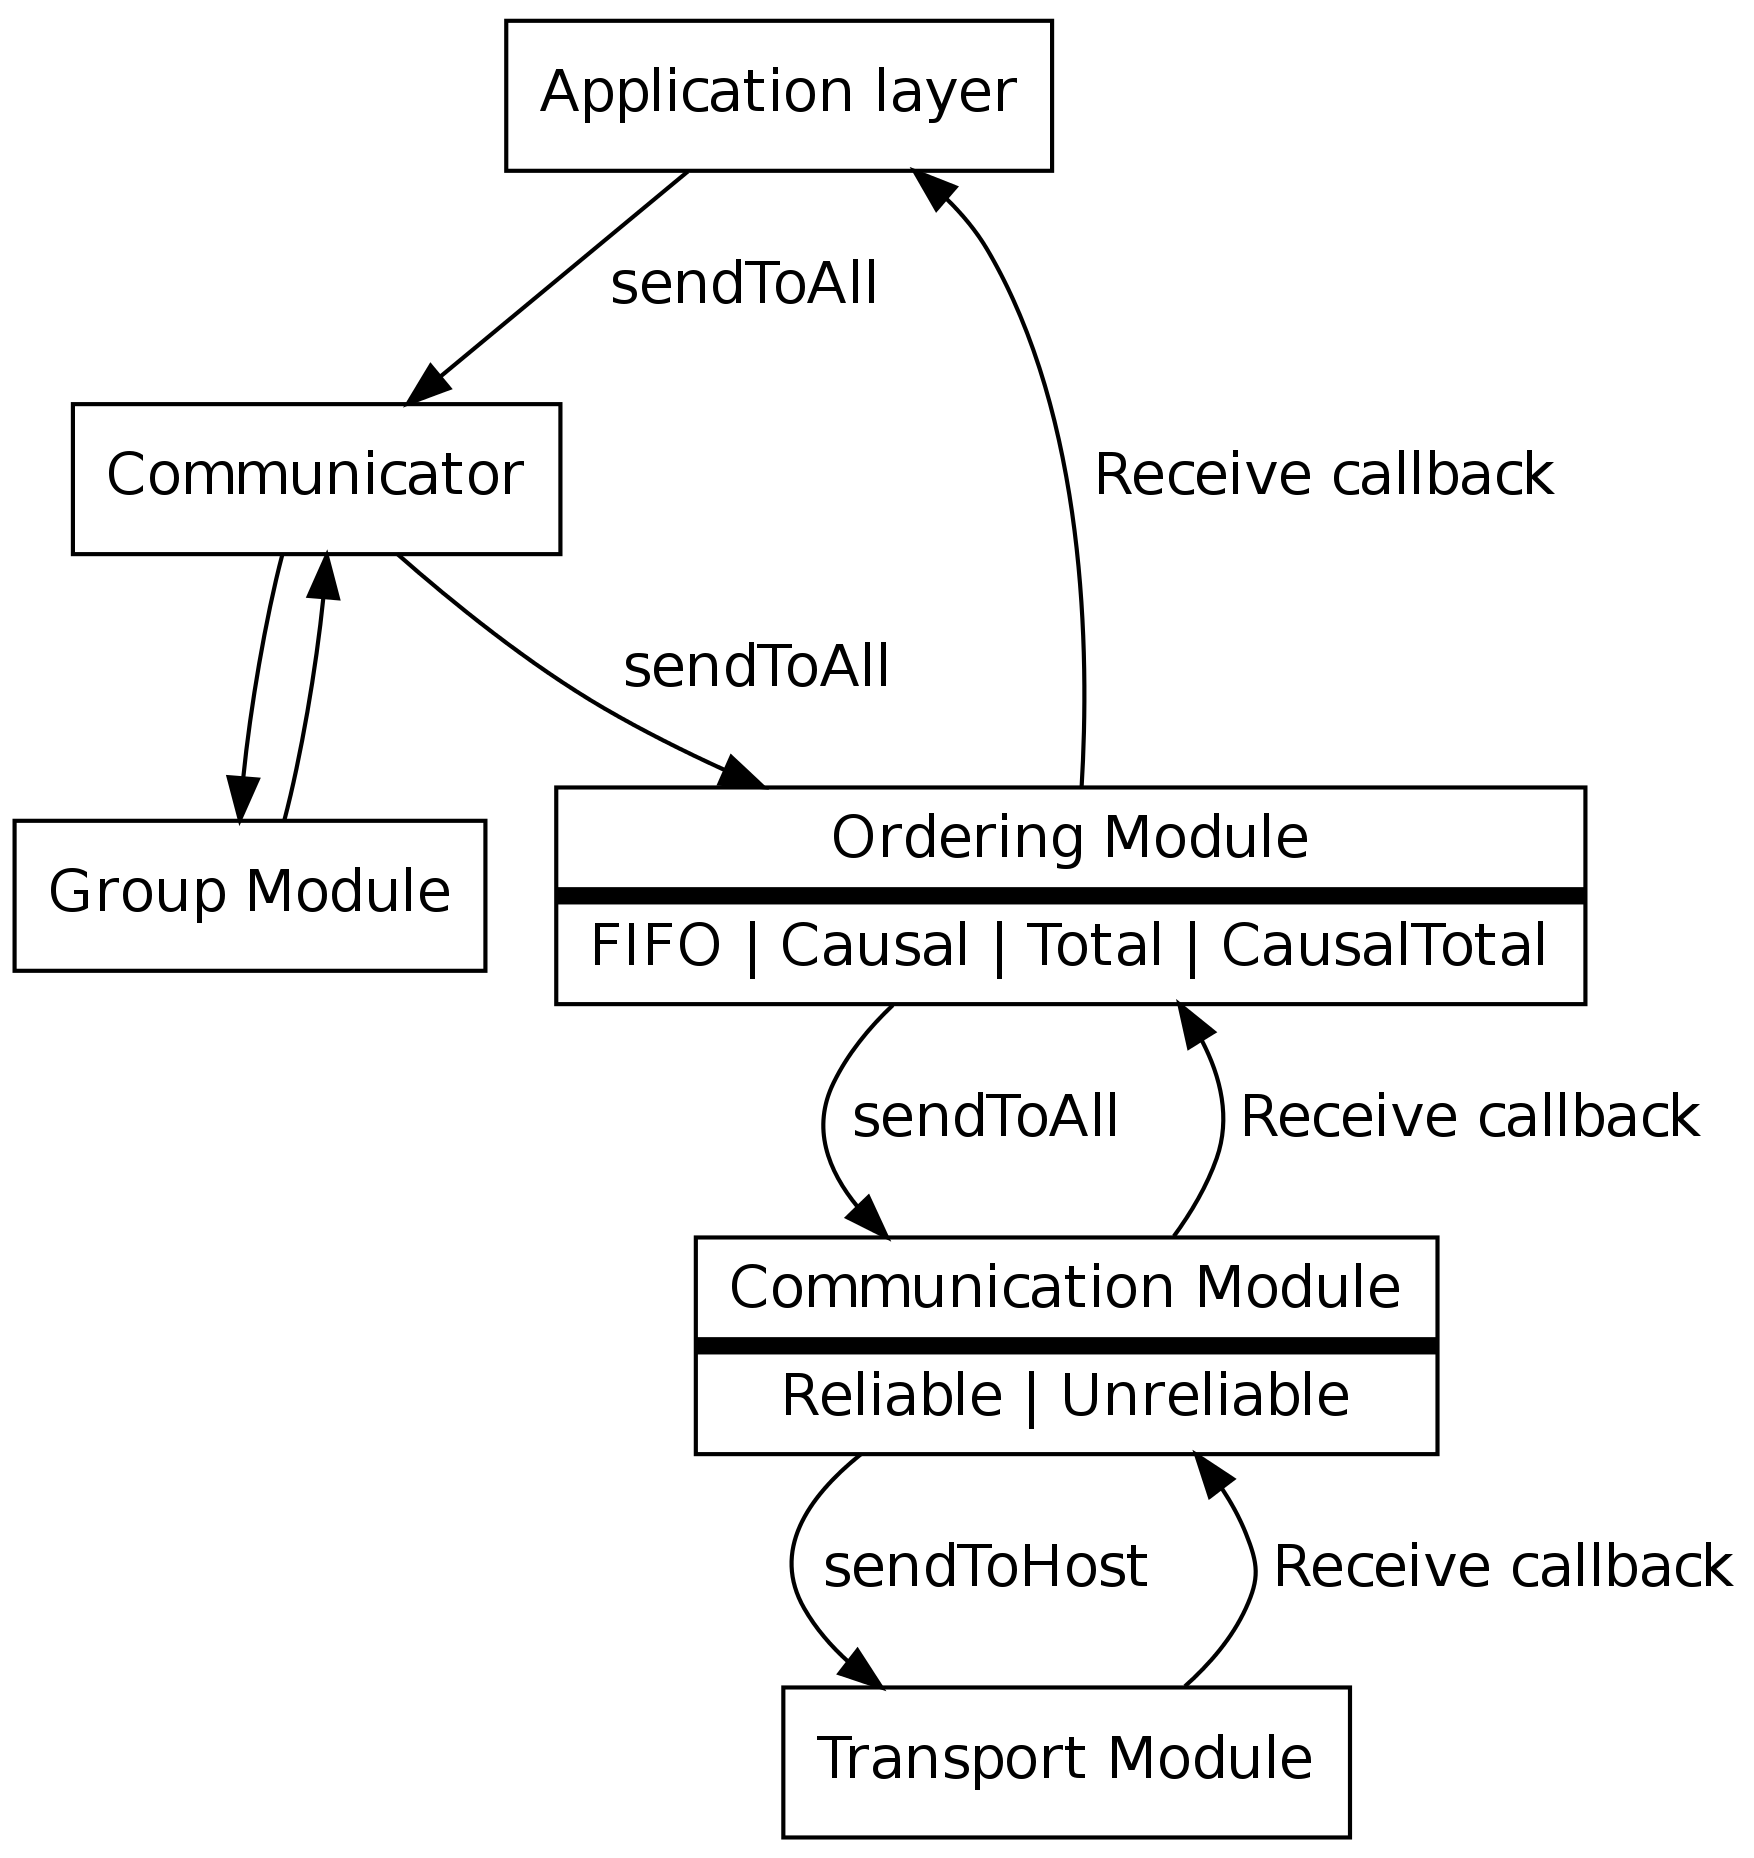 Application layer
sendToAll
Communicator
Receive callback
sendToAll
Ordering Module
Group Module
FIFO | Causal | Total | CausalTotal
sendToAll
Receive callback
Communication Module
Reliable | Unreliable
sendToHost
Receive callback
Transport Module